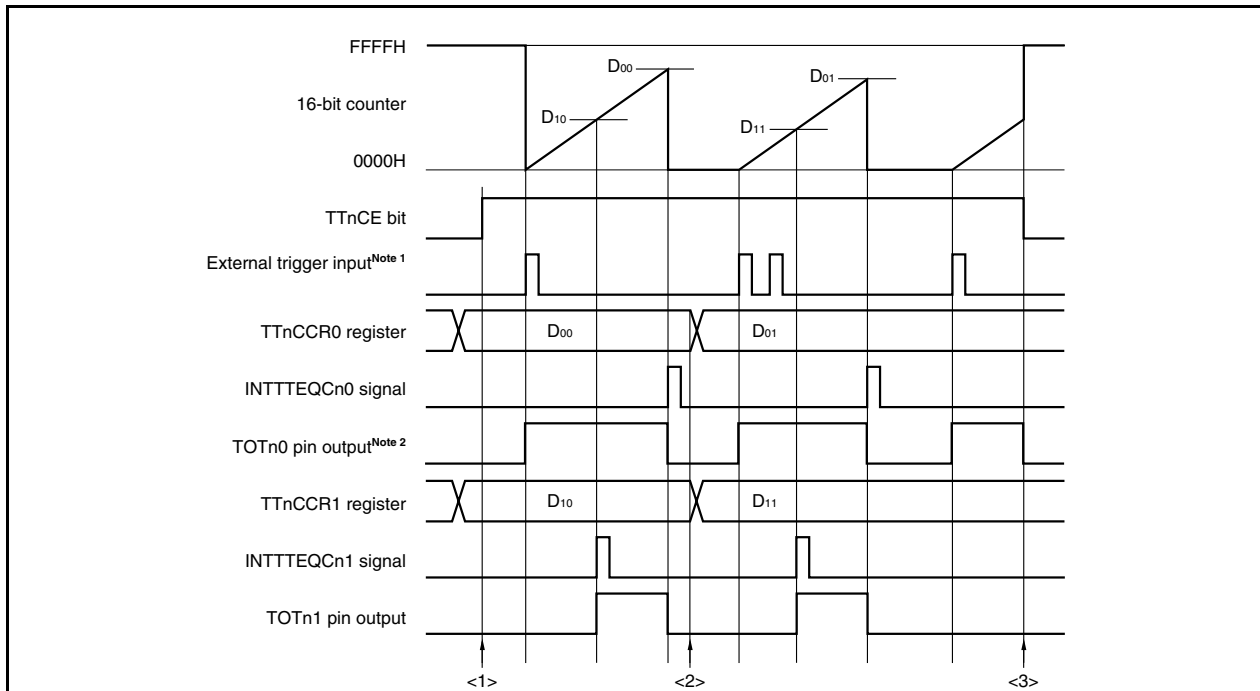 FFFFH
D00
D01
16-bit counter
D10
D11
0000H
TTnCE bit
External trigger inputNote 1
TTnCCR0 register
D00
D01
INTTTEQCn0 signal
TOTn0 pin outputNote 2
TTnCCR1 register
D10
D11
INTTTEQCn1 signal
TOTn1 pin output
<1>
<2>
<3>